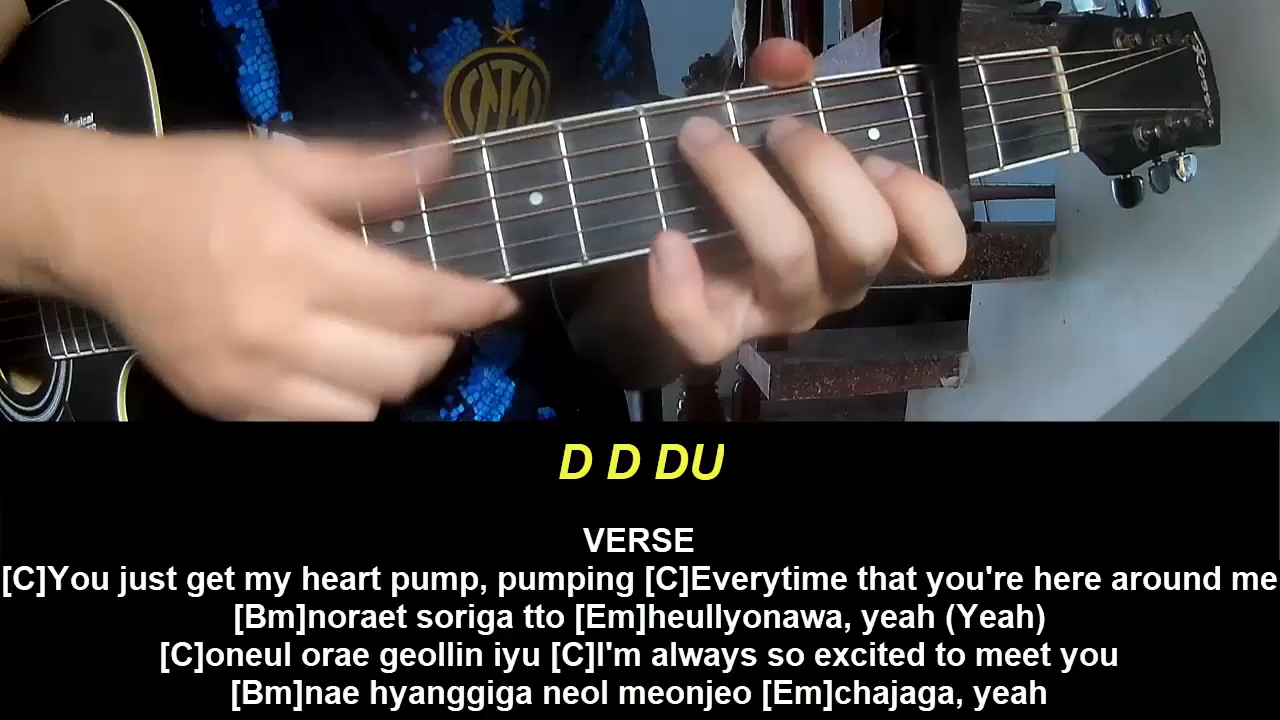 D D DU
VERSE
[C]You just get my heart pump, pumping [C]Everytime that you're here around me
[Bm]noraet soriga tto [Em]heullyonawa, yeah (Yeah)
[C]oneul orae geollin iyu [C]I'm always so excited to meet you
[Bm]nae hyanggiga neol meonjeo [Em]chajaga, yeah